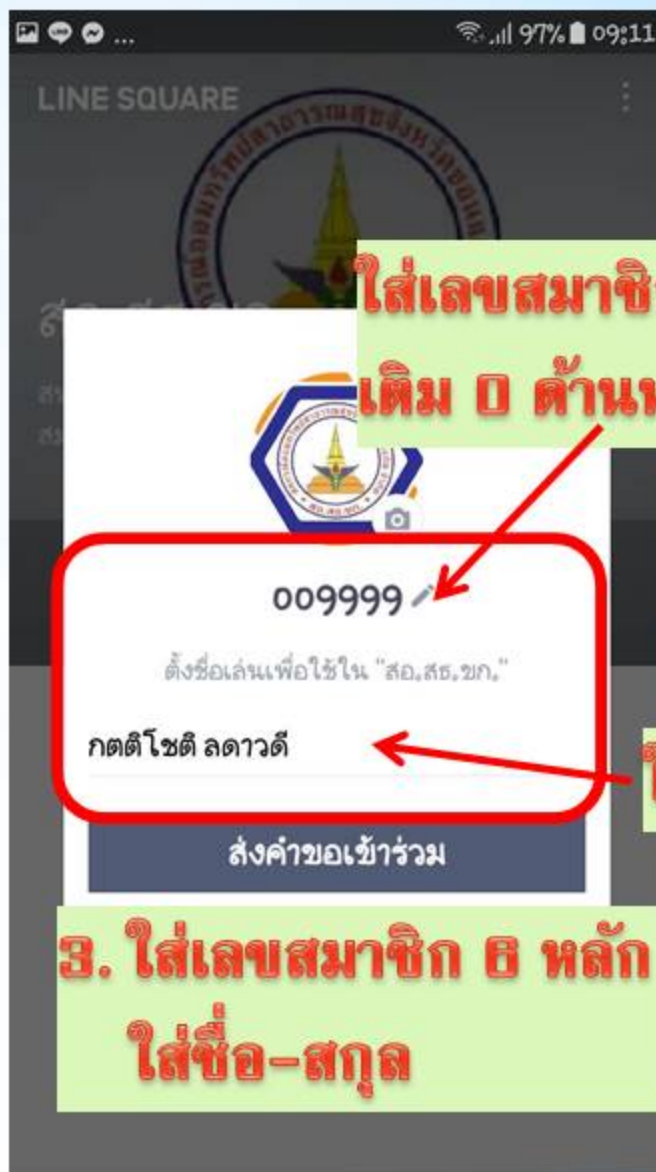 ... 97% 09:11
LINE SQUARE
ใส่เลขสมาชิ
เติม 0 ด้าน
009999
ตั้งชื่อเล่นเพื่อใช้ใน "สอ.สธ.ขก."
กตติโชติ ลดาวดี
ส่งคำขอเข้าร่วม
3. ใส่เลขสมาชิก 6 หลัก
ใส่ชื่อ-สกุล